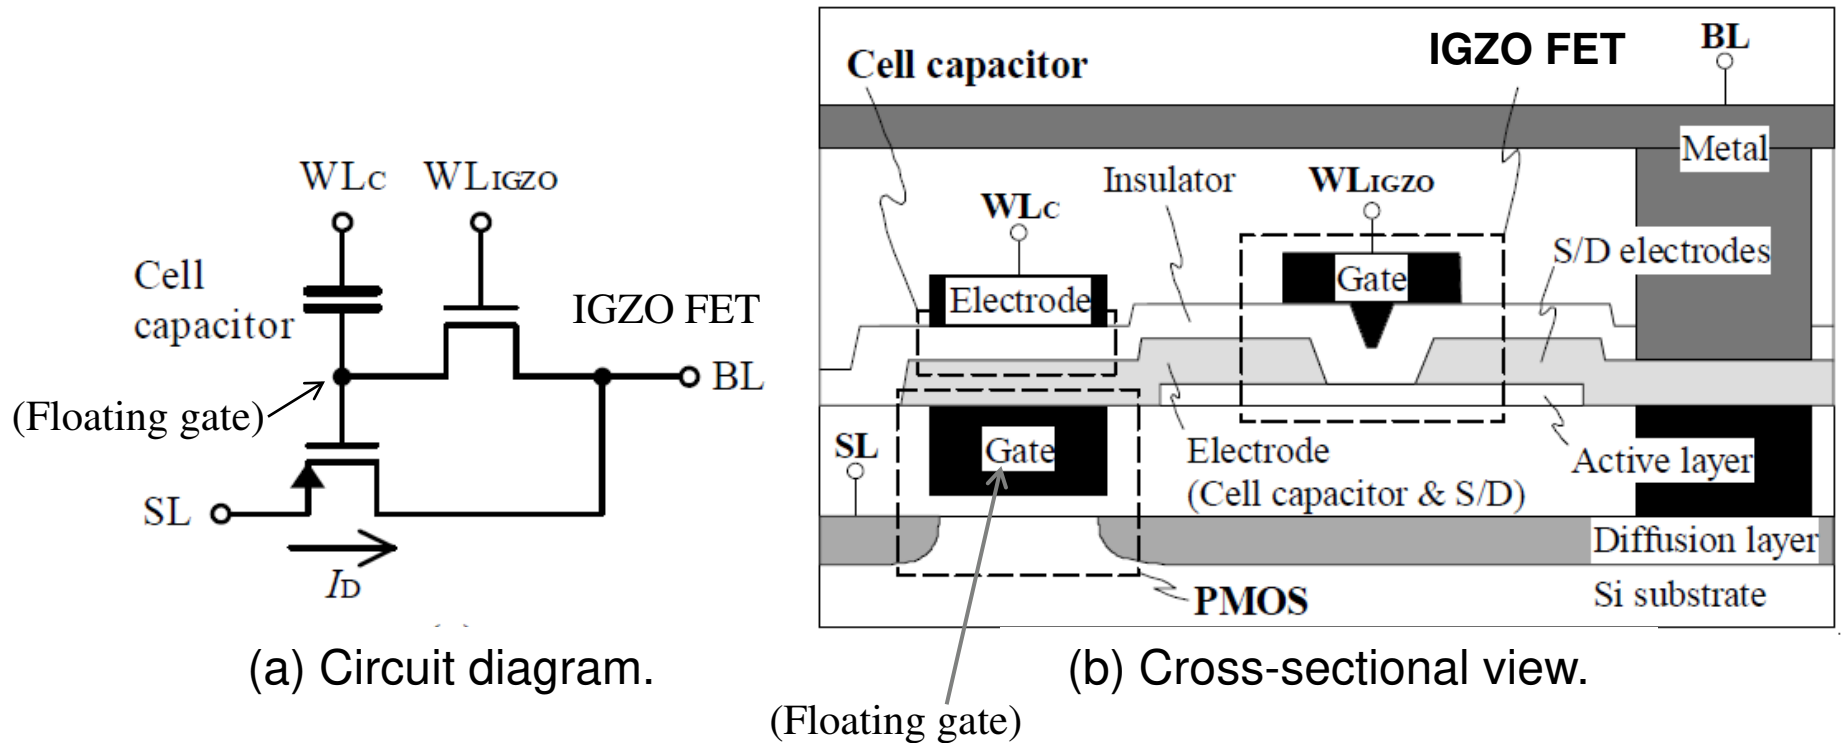 WLC WLIGZO
Cell
capacitor
IGZO FET
BL
(Floating gate)
SL
ID
(a) Circuit diagram.
Cell capacitor
IGZO FET
BL
Metal
Insulator
WLIGZO
WLC
S/D electrodes
Gate
Electrode
SL
Gate
Electrode
(Cell capacitor & S/D)
Active layer
Diffusion layer
PMOS
Si substrate
(b) Cross-sectional view.
(Floating gate)